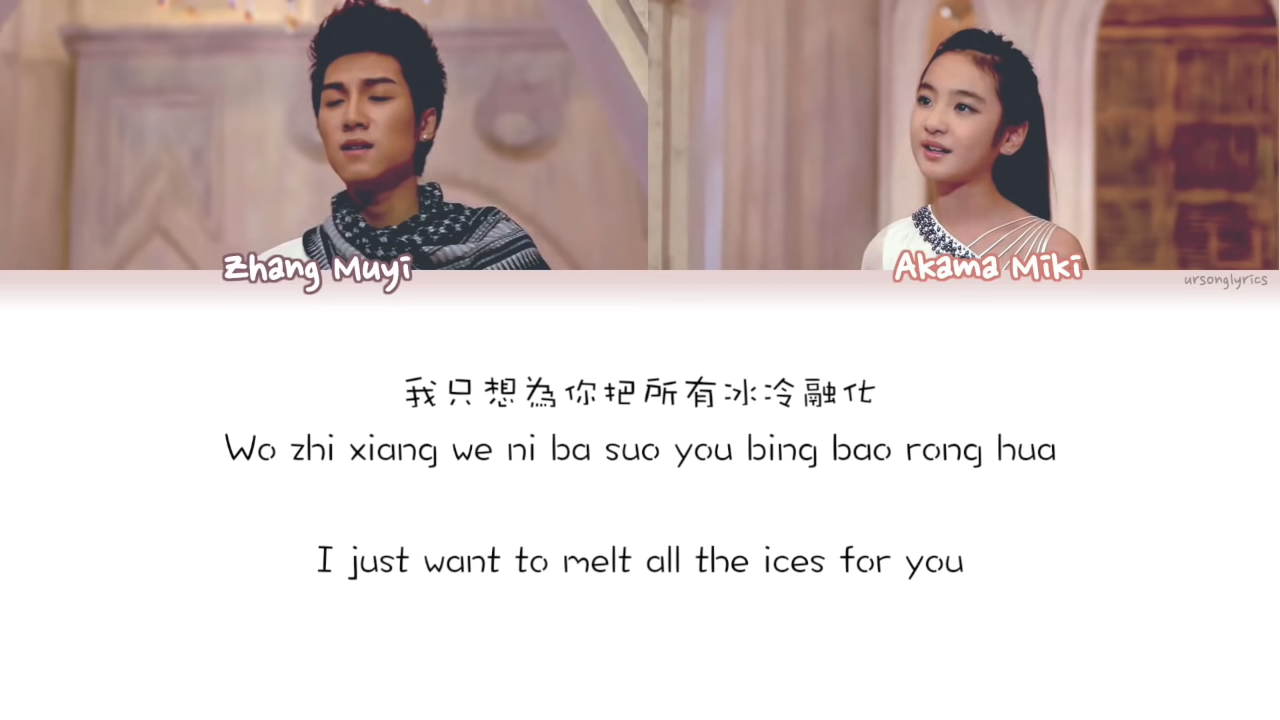 Zhang Muyi
Akama Miki
ursonglyrics
我只想為你把所有冰冷融化
Wo zhi xiang we ni ba suo you bing bao rong hua
I just want to melt all the ices for you